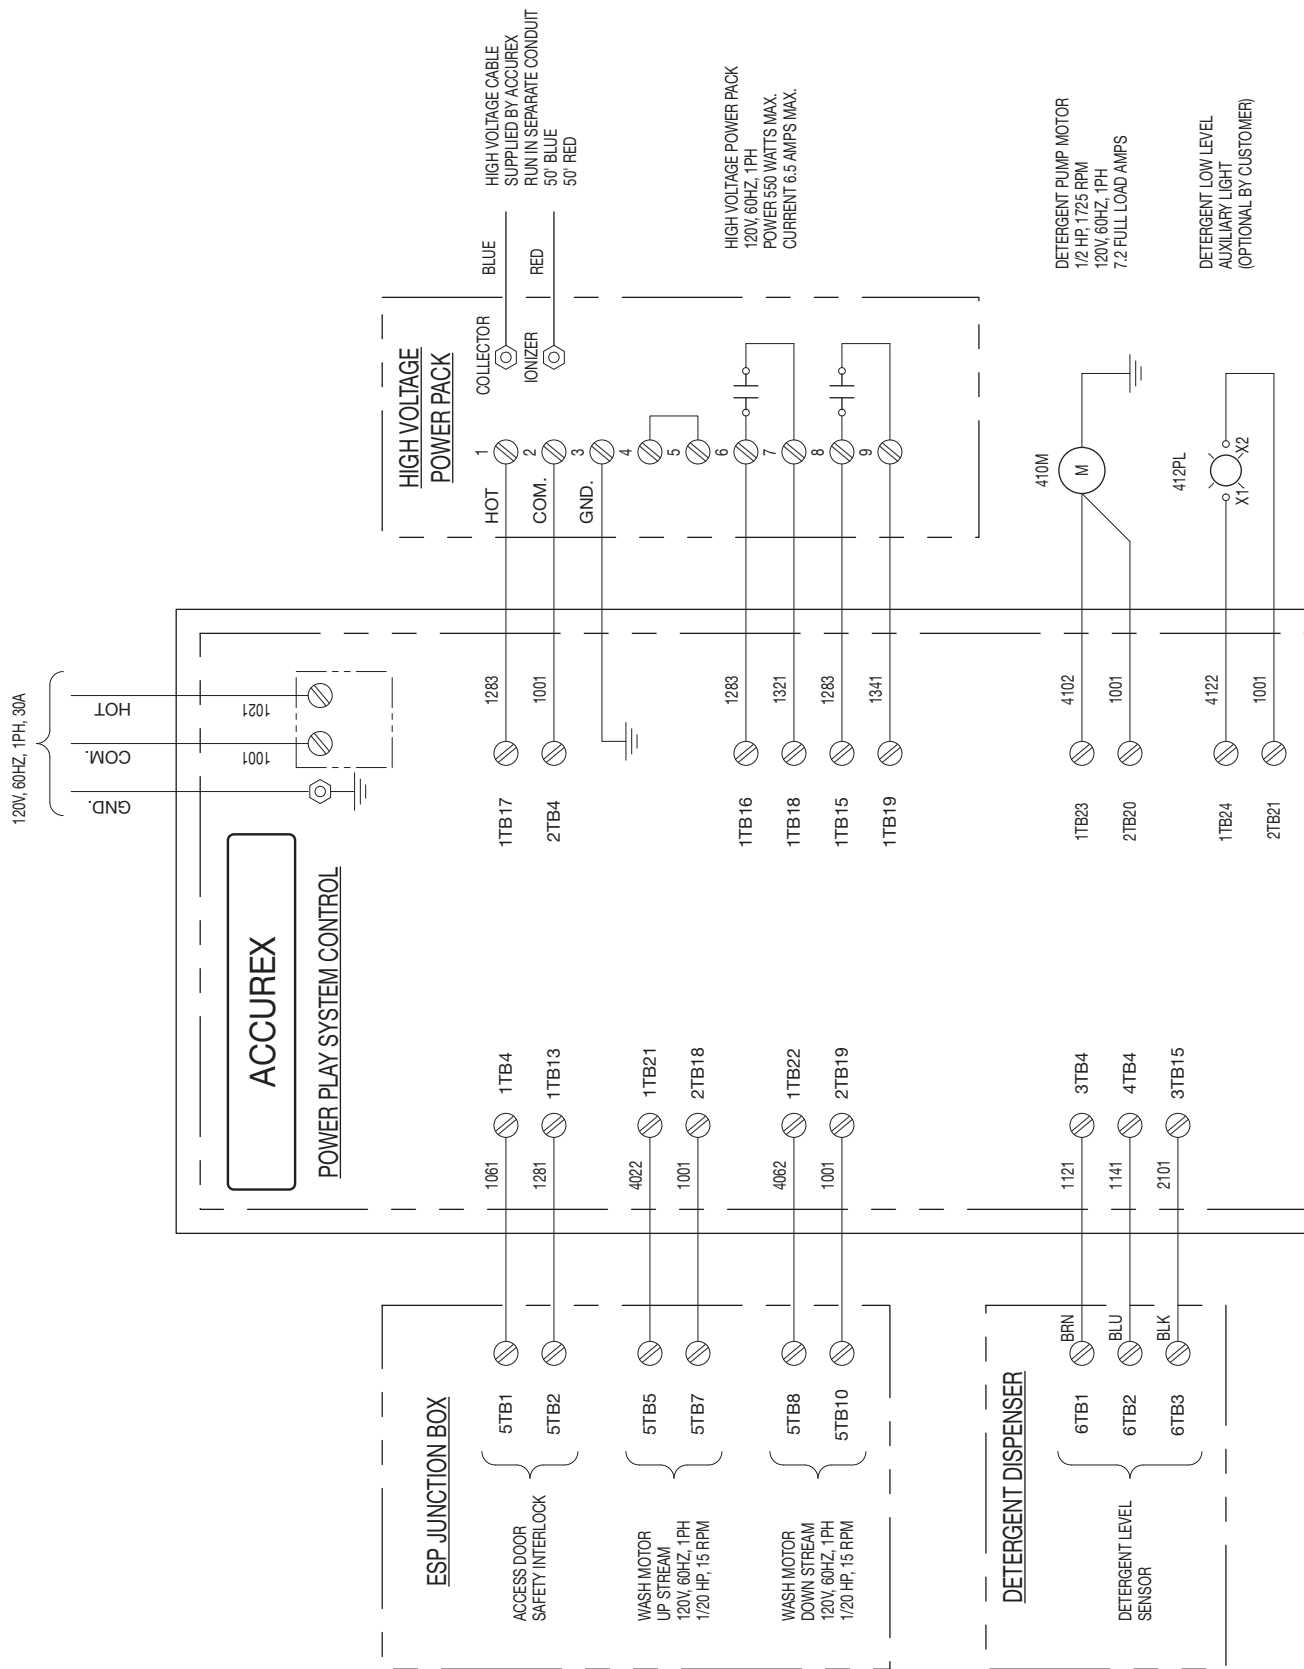 120V, 60HZ, 1PH, 30A
GND.
COM.
HOT
1001
1021
ACCUREX
POWER PLAY SYSTEM CONTROL
ESP JUNCTION BOX
ACCESS DOOR
SAFETY INTERLOCK
5TB1
1061
1TB4
5TB2
1281
1TB13
WASH MOTOR
UP STREAM
120V, 60HZ, 1PH
1/20 HP, 15 RPM
5TB5
4022
1TB21
5TB7
1001
2TB18
WASH MOTOR
DOWN STREAM
120V, 60HZ, 1PH
1/20 HP, 15 RPM
5TB8
4062
1TB22
5TB10
1001
2TB19
DETERGENT DISPENSER
DETERGENT LEVEL
SENSOR
6TB1
BRN
1121
3TB4
6TB2
BLU
1141
4TB4
6TB3
BLK
2101
3TB15
HIGH VOLTAGE
POWER PACK
1TB17
1283
HOT
1
COLLECTOR
BLUE
2TB4
1001
COM.
2
IONIZER
RED
GND.
3
4
5
1TB16
1283
6
1TB18
1321
7
1TB15
1283
8
1TB19
1341
9
HIGH VOLTAGE CABLE
SUPPLIED BY ACCUREX
RUN IN SEPARATE CONDUIT
50' BLUE
50' RED
HIGH VOLTAGE POWER PACK
120V, 60HZ, 1PH
POWER 550 WATTS MAX.
CURRENT 6.5 AMPS MAX.
1TB23
4102
410M
M
2TB20
1001
DETERGENT PUMP MOTOR
1/2 HP, 1725 RPM
120V, 60HZ, 1PH
7.2 FULL LOAD AMPS
1TB24
4122
412PL
X1
X2
2TB21
1001
DETERGENT LOW LEVEL
AUXILIARY LIGHT
(OPTIONAL BY CUSTOMER)